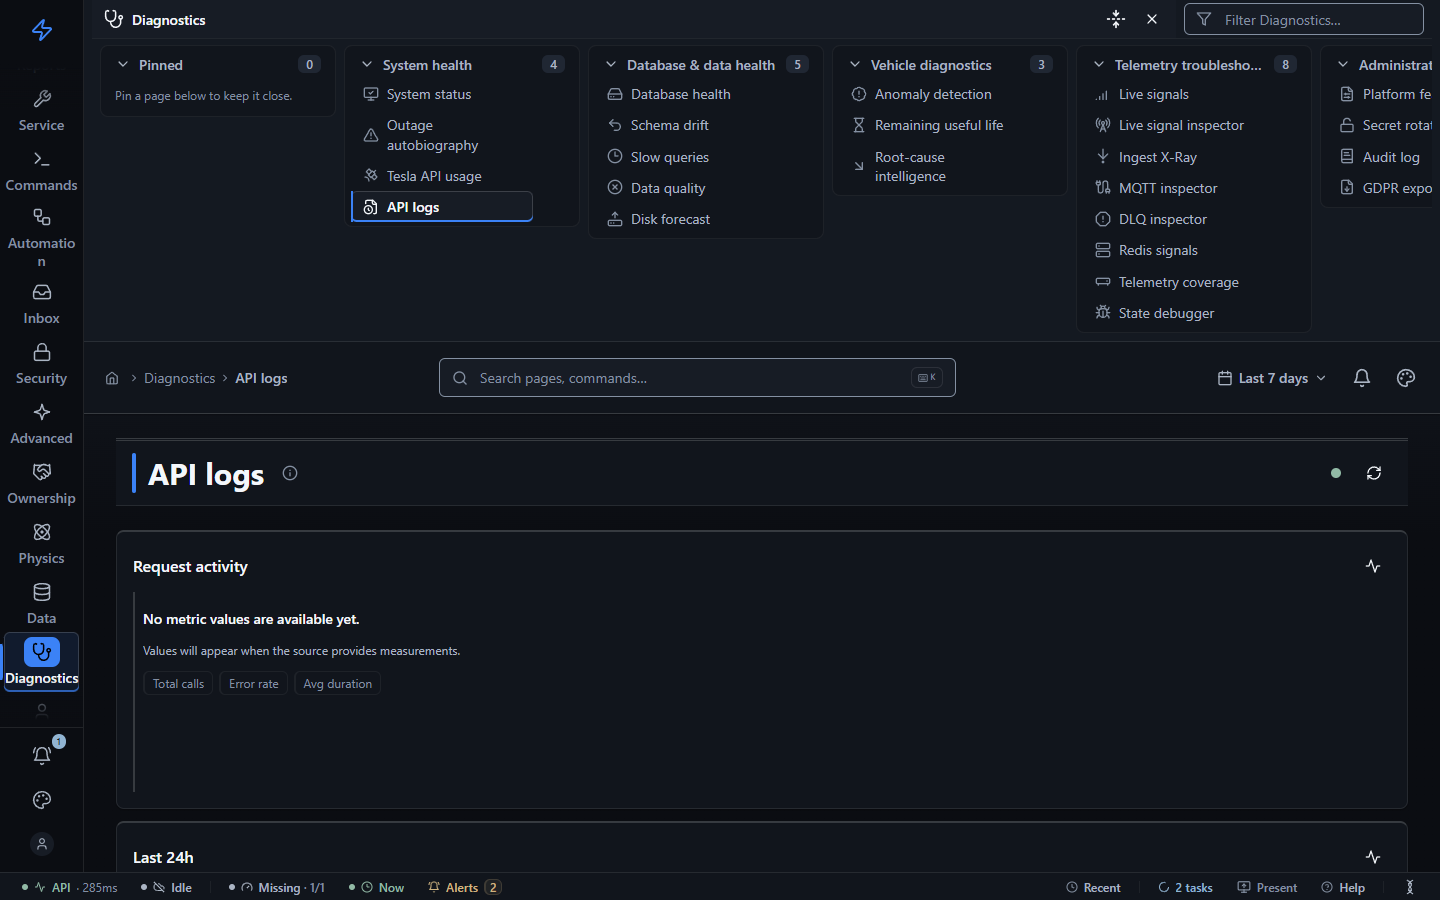 Diagnostics
Filter Diagnostics...
Pinned
0
Pin a page below to keep it close.
System health
4
System status
Outage
autobiography
Tesla API usage
API logs
Database & data health
5
Database health
Schema drift
Slow queries
Data quality
Disk forecast
Vehicle diagnostics
3
Anomaly detection
Remaining useful life
Root-cause
intelligence
Telemetry troublesho...
8
Live signals
Live signal inspector
Ingest X-Ray
MQTT inspector
DLQ inspector
Redis signals
Telemetry coverage
State debugger
Administrat
Platform fe
Secret rotat
Audit log
GDPR expo
Service
Commands
Automatio
n
Inbox
Security
Advanced
Ownership
Physics
Data
Diagnostics
1
Diagnostics
API logs
Search pages, commands...
K
Last 7 days
API logs
Request activity
No metric values are available yet.
Values will appear when the source provides measurements.
Total calls
Error rate
Avg duration
Last 24h
API · 285ms
Idle
Missing · 1/1
Now
Alerts
2
Recent
2 tasks
Present
Help